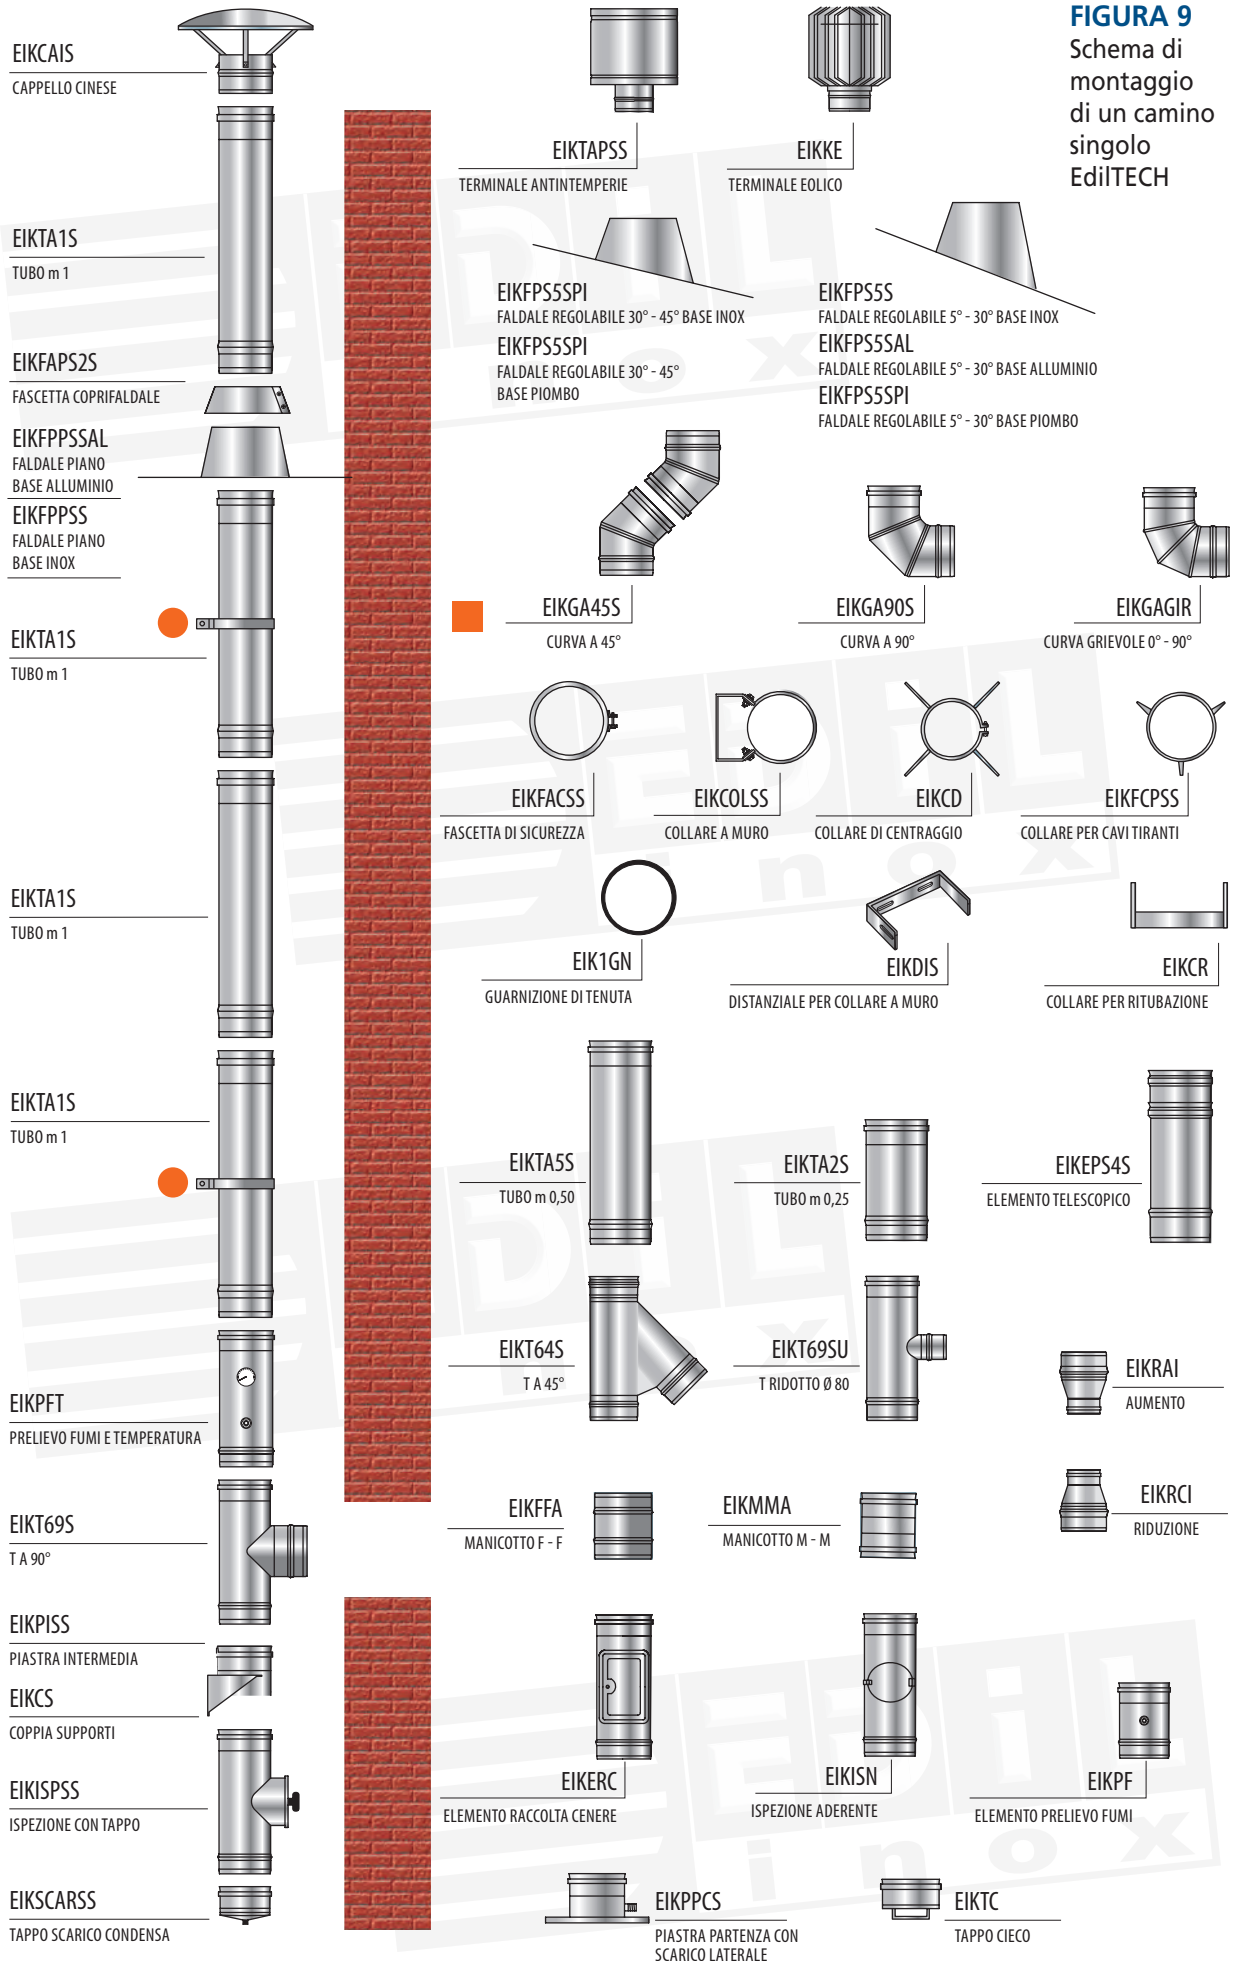 FIGURA 9
Schema di
montaggio
di un camino
singolo
EdilTECH
EIKCAIS
CAPPELLO CINESE
EIKTA1S
TUBO m 1
EIKFAPS2S
FASCETTA COPRIFALDALE
EIKFPPSSAL
FALDALE PIANO
BASE ALLUMINIO
EIKFPPSS
FALDALE PIANO
BASE INOX
EIKTA1S
TUBO m 1
EIKTA1S
TUBO m 1
EIKTA1S
TUBO m 1
EIKPFT
PRELIEVO FUMI E TEMPERATURA
EIKT69S
T A 90°
EIKPISS
PIASTRA INTERMEDIA
EIKCS
COPPIA SUPPORTI
EIKISPSS
ISPEZIONE CON TAPPO
EIKSCARSS
TAPPO SCARICO CONDENSA
EIKTAPSS
TERMINALE ANTINTEMPERIE
EIKKE
TERMINALE EOLICO
EIKFPS5SPI
FALDALE REGOLABILE 30° - 45° BASE INOX
EIKFPS5SPI
FALDALE REGOLABILE 30° - 45°
BASE PIOMBO
EIKFPS5S
FALDALE REGOLABILE 5° - 30° BASE INOX
EIKFPS5SAL
FALDALE REGOLABILE 5° - 30° BASE ALLUMINIO
EIKFPS5SPI
FALDALE REGOLABILE 5° - 30° BASE PIOMBO
EIKGA45S
CURVA A 45°
EIKGA90S
CURVA A 90°
EIKGAGIR
CURVA GRIEVOLE 0° - 90°
EIKFACSS
FASCETTA DI SICUREZZA
EIKCOLSS
COLLARE A MURO
EIKCD
COLLARE DI CENTRAGGIO
EIKFCPSS
COLLARE PER CAVI TIRANTI
EIK1GN
GUARNIZIONE DI TENUTA
EIKDIS
DISTANZIALE PER COLLARE A MURO
EIKCR
COLLARE PER RITUBAZIONE
EIKTA5S
TUBO m 0,50
EIKTA2S
TUBO m 0,25
EIKEPS4S
ELEMENTO TELESCOPICO
EIKT64S
T A 45°
EIKT69SU
T RIDOTTO Ø 80
EIKRAI
AUMENTO
EIKFFA
MANICOTTO F - F
EIKMMA
MANICOTTO M - M
EIKRCI
RIDUZIONE
EIKERC
ELEMENTO RACCOLTA CENERE
EIKISN
ISPEZIONE ADERENTE
EIKPF
ELEMENTO PRELIEVO FUMI
EIKPPCS
PIASTRA PARTENZA CON
SCARICO LATERALE
EIKTC
TAPPO CIECO
EDiL
inox
EDiL
inox
EDiL
inox
EDiL
inox